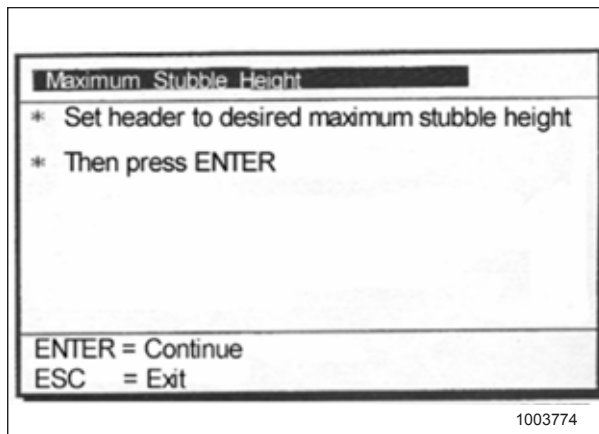 Maximum Stubble Height
* Set header to desired maximum stubble height
* Then press ENTER
ENTER = Continue
ESC = Exit
1003774